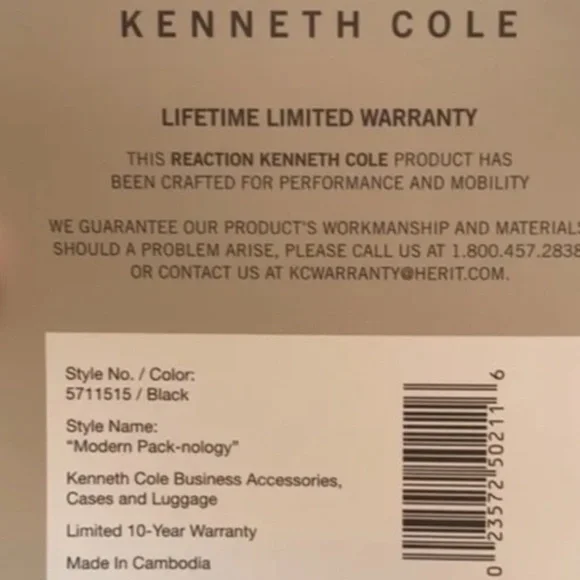 KENNETH COLE
LIFETIME LIMITED WARRANTY
THIS REACTION KENNETH COLE PRODUCT HAS
BEEN CRAFTED FOR PERFORMANCE AND MOBILITY
WE GUARANTEE OUR PRODUCT'S WORKMANSHIP AND MATERIALS
SHOULD A PROBLEM ARISE, PLEASE CALL US AT 1.800.457.2838
OR CONTACT US AT KCWARRANTY@HERIT.COM.
Style No. / Color:
5711515 / Black
Style Name:
"Modern Pack-nology"
Kenneth Cole Business Accessories,
Cases and Luggage
Limited 10-Year Warranty
Made In Cambodia
0 23572 50211 6